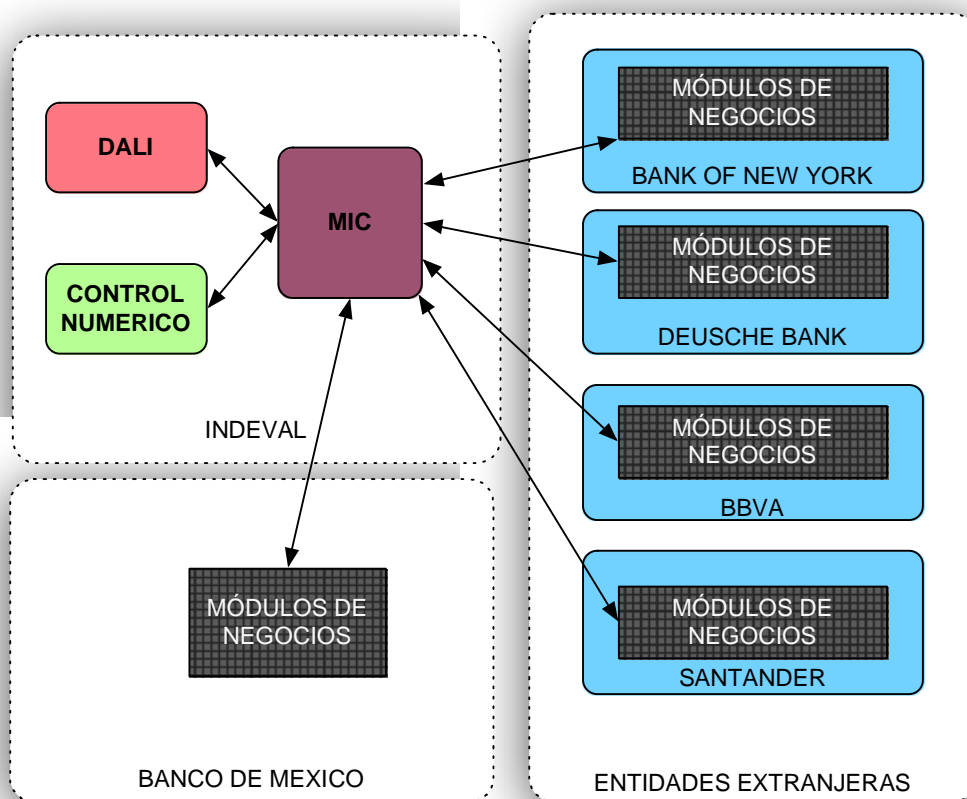 DALI
CONTROL
NUMERICO
MIC
INDEVAL
MÓDULOS DE
NEGOCIOS
BANCO DE MEXICO
MÓDULOS DE
NEGOCIOS
BANK OF NEW YORK
MÓDULOS DE
NEGOCIOS
DEUSCHE BANK
MÓDULOS DE
NEGOCIOS
BBVA
MÓDULOS DE
NEGOCIOS
SANTANDER
ENTIDADES EXTRANJERAS